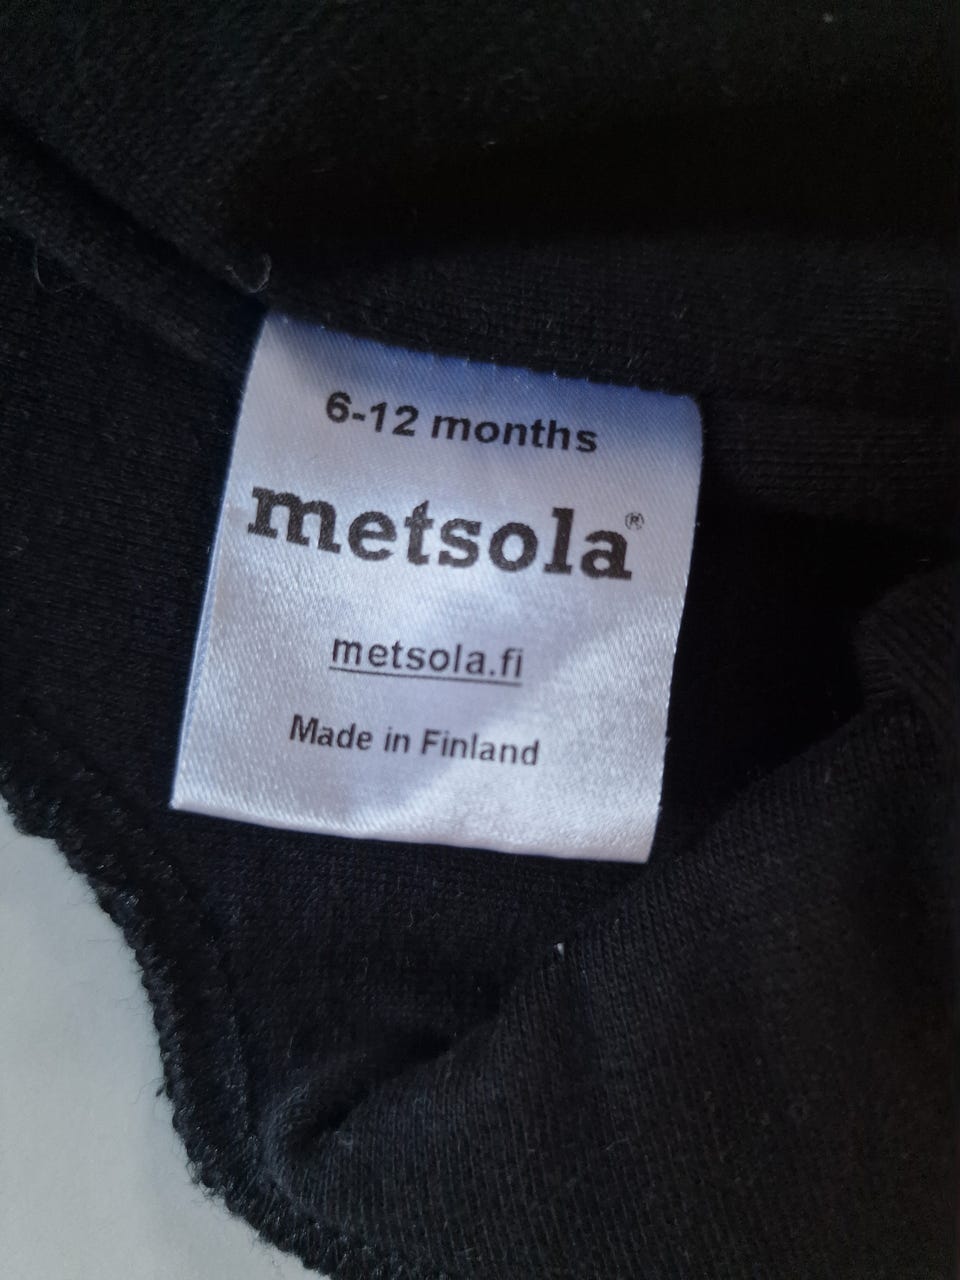 6-12 months
metsola®
metsola.fi
Made in Finland